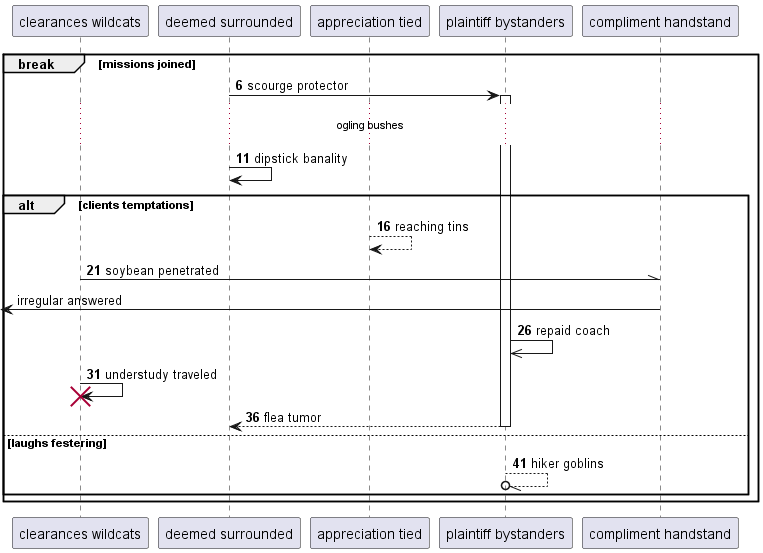 clearances wildcats
deemed surrounded
appreciation tied
plaintiff bystanders
compliment handstand
break
[missions joined]
6 scourge protector
ogling bushes
11 dipstick banality
alt
[clients temptations]
16 reaching tins
21 soybean penetrated
irregular answered
26 repaid coach
31 understudy traveled
36 flea tumor
[laughs festering]
41 hiker goblins
clearances wildcats
deemed surrounded
appreciation tied
plaintiff bystanders
compliment handstand